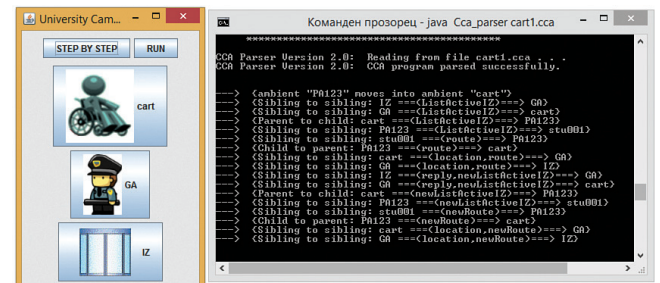 University Cam...
STEP BY STEP
RUN
cart
GA
IZ
Команден прозорец - java Cca_parser cart1.cca
*****************************************
CCA Parser Version 2.0: Reading from file cart1.cca . . .
CCA Parser Version 2.0: CCA program parsed successfully.
---> {ambient "PA123" moves into ambient "cart"}
---> {Sibling to sibling: IZ ===(ListActiveIZ)===> GA}
---> {Sibling to sibling: GA ===(ListActiveIZ)===> cart}
---> {Parent to child: cart ===(ListActiveIZ)===> PA123}
---> {Sibling to sibling: PA123 ===(ListActiveIZ)===> stu001}
---> {Sibling to sibling: stu001 ===(route)===> PA123}
---> {Child to parent: PA123 ===(route)===> cart}
---> {Sibling to sibling: cart ===(location,route)===> GA}
---> {Sibling to sibling: GA ===(location,route)===> IZ}
---> {Sibling to sibling: IZ ===(reply,newListActiveIZ)===> GA}
---> {Sibling to sibling: GA ===(reply,newListActiveIZ)===> cart}
---> {Parent to child: cart ===(newListActiveIZ)===> PA123}
---> {Sibling to sibling: PA123 ===(newListActiveIZ)===> stu001}
---> {Sibling to sibling: stu001 ===(newRoute)===> PA123}
---> {Child to parent: PA123 ===(newRoute)===> cart}
---> {Sibling to sibling: cart ===(location,newRoute)===> GA}
---> {Sibling to sibling: GA ===(location,newRoute)===> IZ}